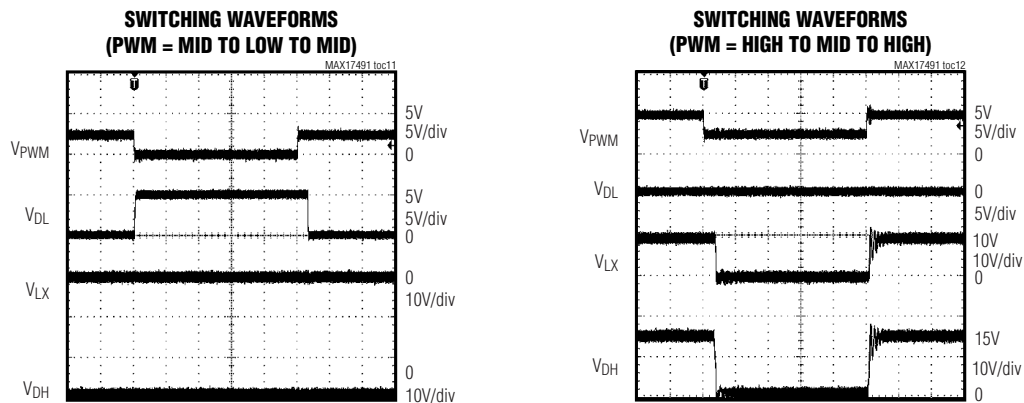 SWITCHING WAVEFORMS
(PWM = MID TO LOW TO MID)
MAX17491 toc11
T
VPWM
5V
5V/div
0
VDL
5V
5V/div
0
VLX
0
10V/div
VDH
0
10V/div
SWITCHING WAVEFORMS
(PWM = HIGH TO MID TO HIGH)
MAX17491 toc12
T
VPWM
5V
5V/div
0
VDL
0
5V/div
VLX
10V
10V/div
0
VDH
15V
10V/div
0